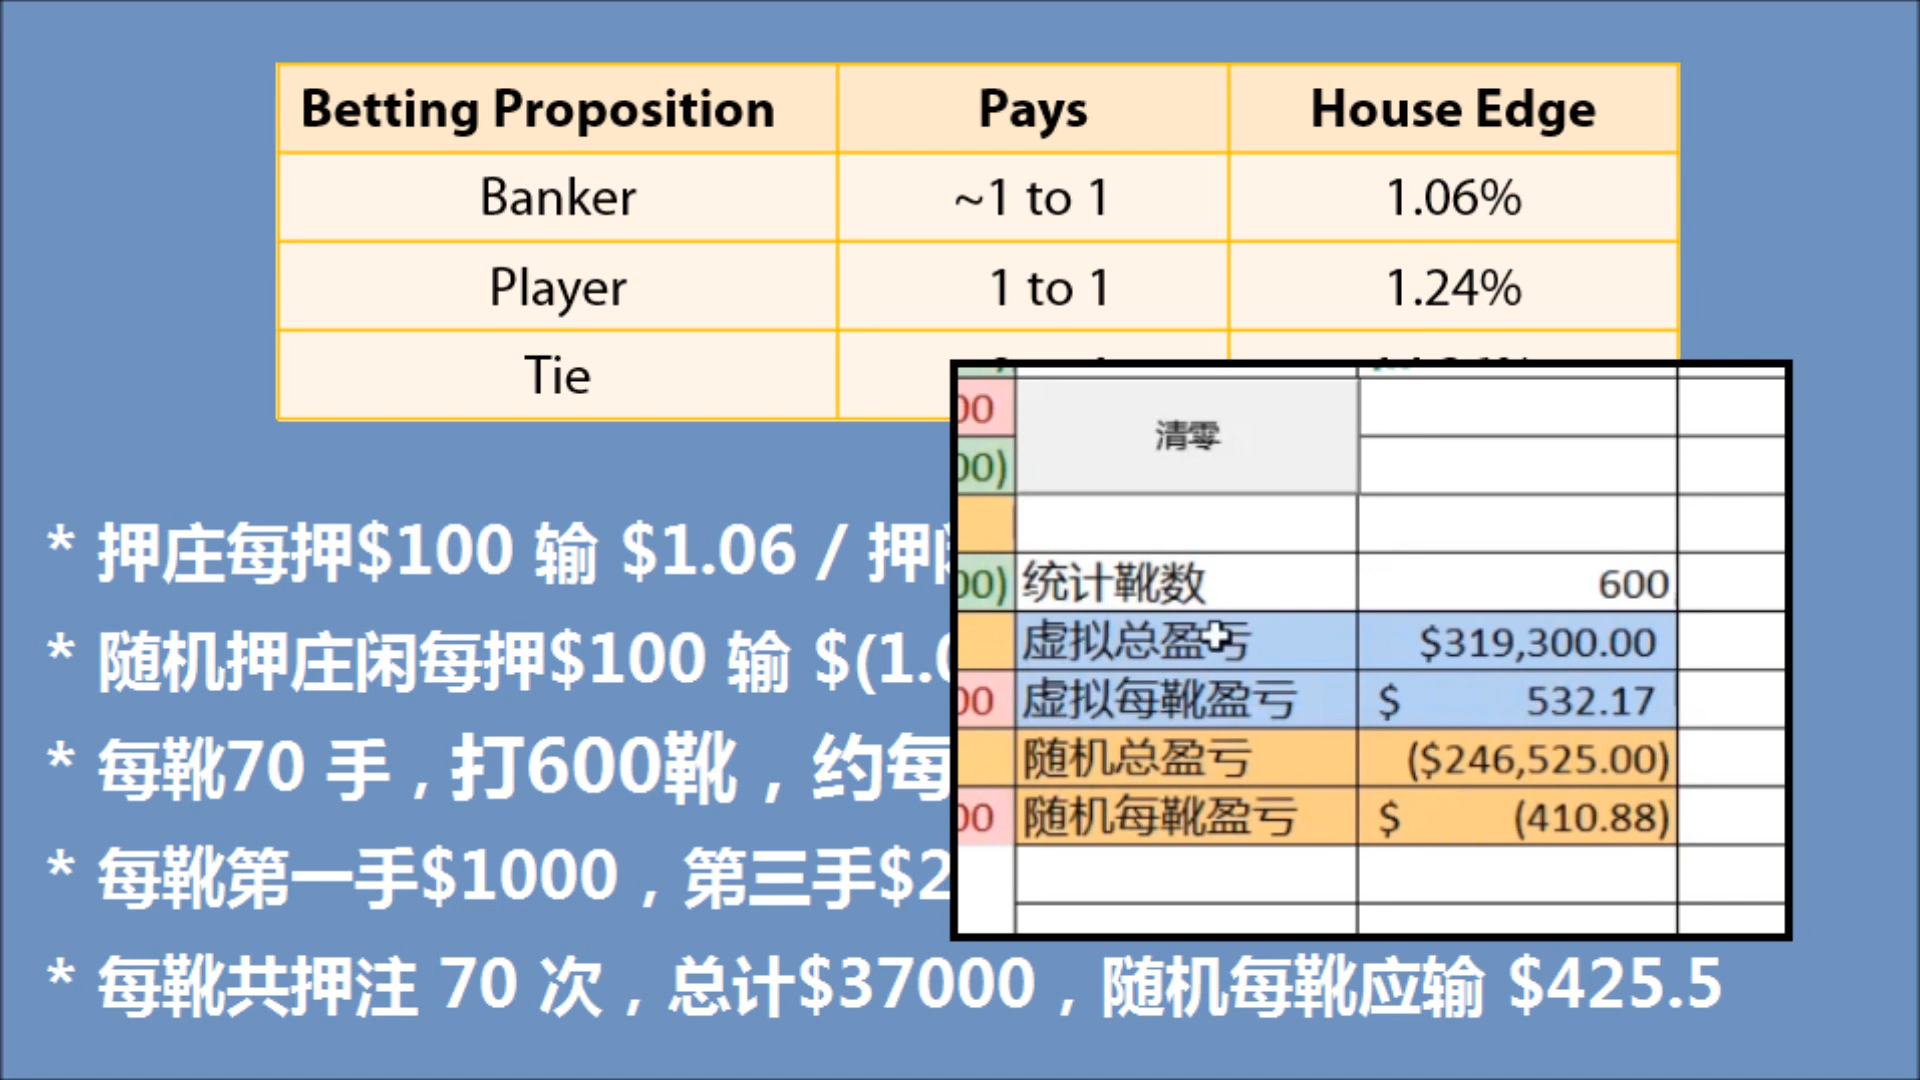 Betting Proposition Pays House Edge
Banker ~1 to 1 1.06%
Player 1 to 1 1.24%
Tie
00
清零
00)
00) 统计靴数 600
虚拟总盈亏 $319,300.00
00 虚拟每靴盈亏 $ 532.17
随机总盈亏 ($246,525.00)
00 随机每靴盈亏 $ (410.88)
* 押庄每押$100 输 $1.06 / 押
* 随机押庄闲每押$100 输 $(1.0
* 每靴70 手，打600靴，约每
* 每靴第一手$1000，第三手$2
* 每靴共押注 70 次，总计$37000，随机每靴应输 $425.5